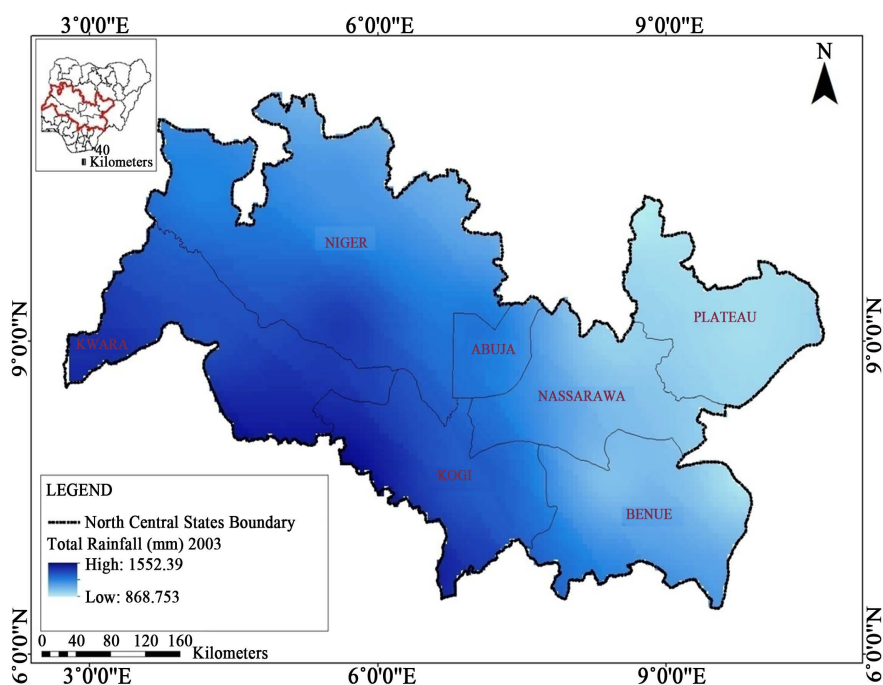 3°0'0"E 6°0'0"E 9°0'0"E
N
40
Kilometers
NIGER
PLATEAU
9°0'0"N
9°0'0"N
KWARA
ABUJA
NASSARAWA
KOGI
BENUE
LEGEND
North Central States Boundary
Total Rainfall (mm) 2003
High: 1552.39
Low: 868.753
0 40 80 120 160
Kilometers
6°0'0"N
6°0'0"N
3°0'0"E 6°0'0"E 9°0'0"E